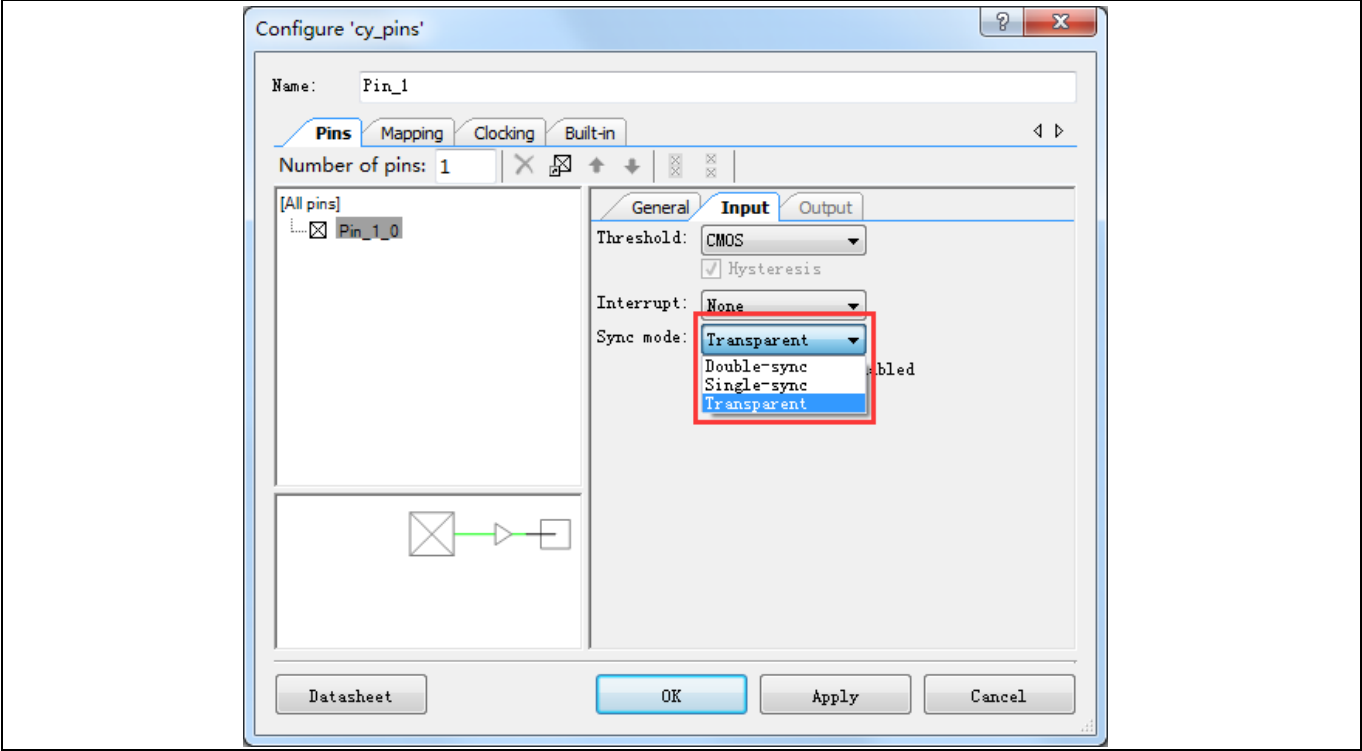 Configure 'cy_pins'
Name: Pin_1
Pins Mapping Clocking Built-in
Number of pins: 1
[All pins]
Pin_1_0
General Input Output
Threshold: CMOS
Hysteresis
Interrupt: None
Sync mode: Transparent
Double-sync
Single-sync
Transparent
Datasheet OK Apply Cancel